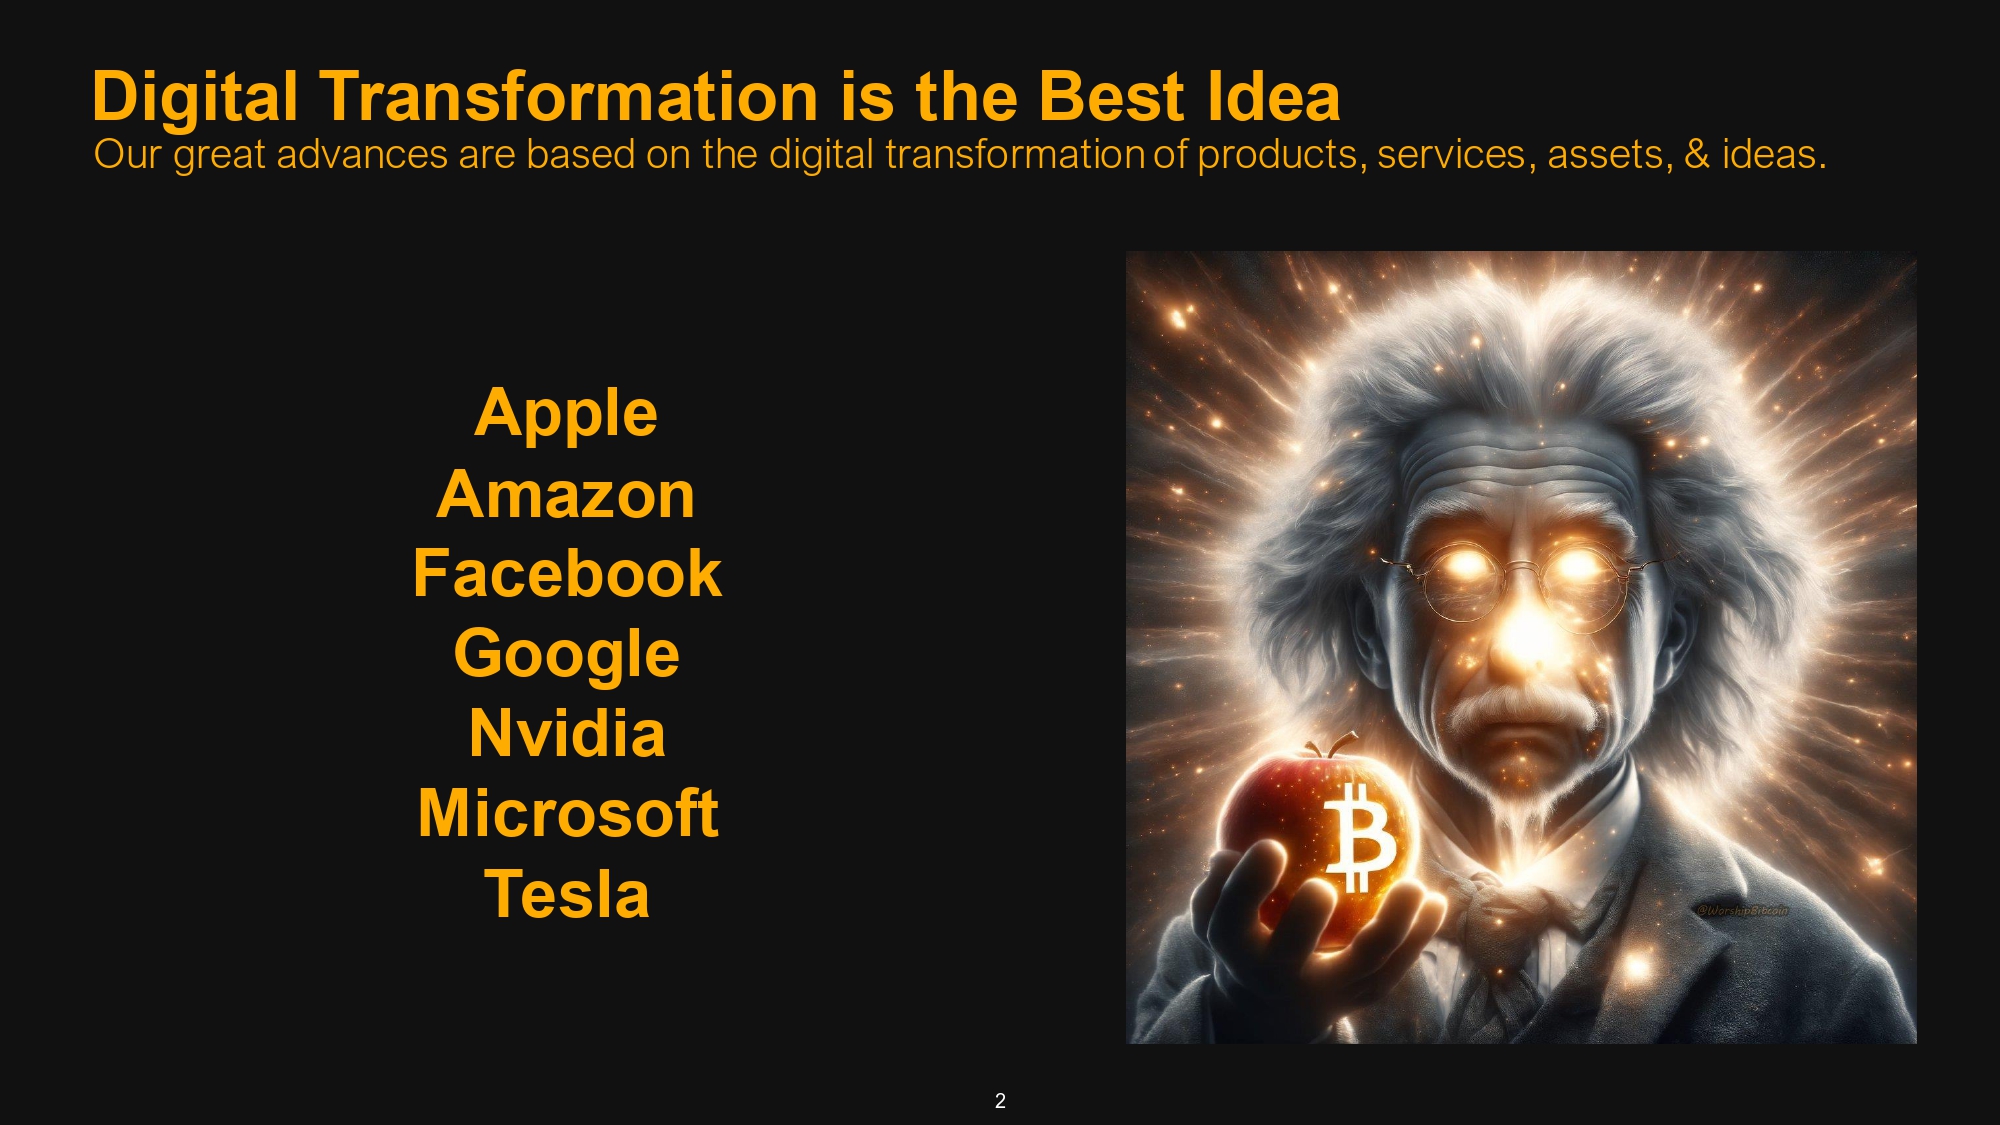 Digital Transformation is the Best Idea
Our great advances are based on the digital transformation of products, services, assets, & ideas.
Apple
Amazon
Facebook
Google
Nvidia
Microsoft
Tesla
@WorshipBitcoin
2